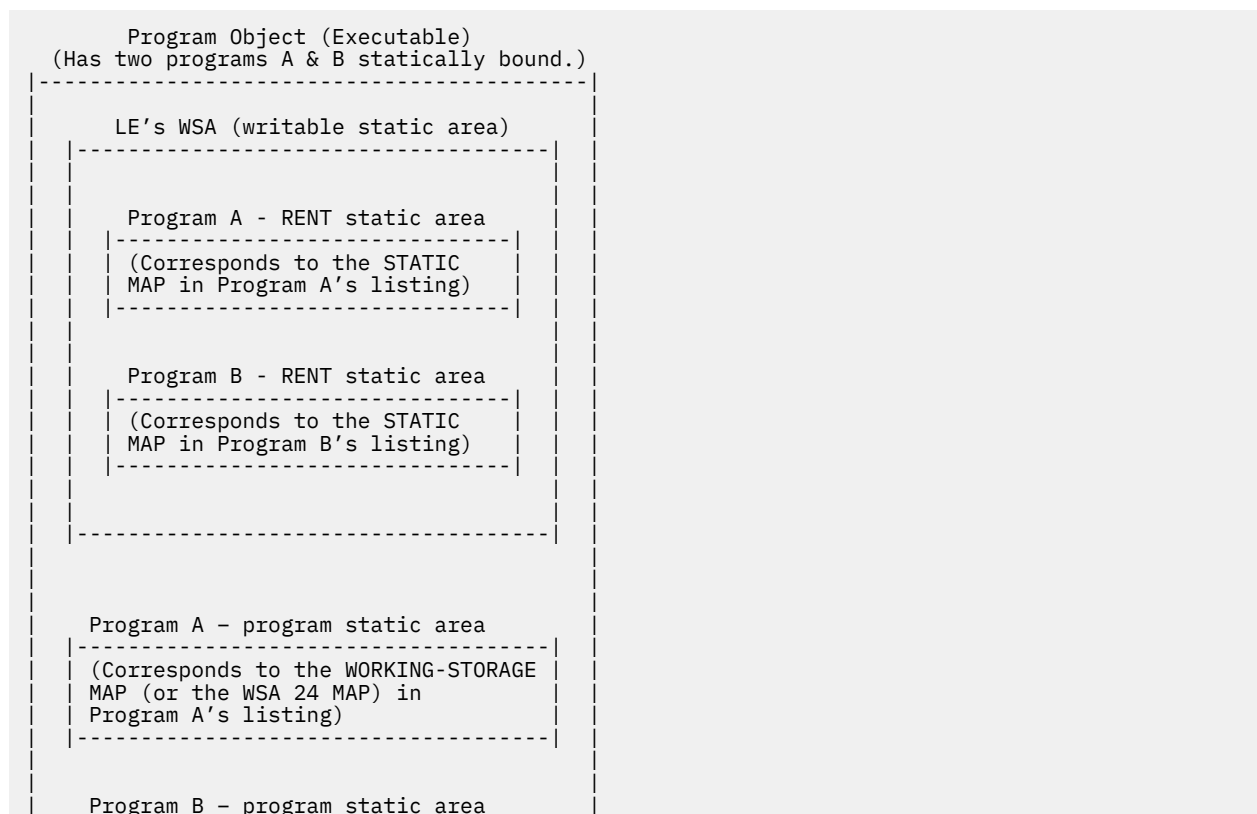 Program Object (Executable)
(Has two programs A & B statically bound.)
LE’s WSA (writable static area)
Program A - RENT static area
(Corresponds to the STATIC
MAP in Program A’s listing)
Program B - RENT static area
(Corresponds to the STATIC
MAP in Program B’s listing)
Program A – program static area
(Corresponds to the WORKING-STORAGE
MAP (or the WSA 24 MAP) in
Program A’s listing)
Program B – program static area